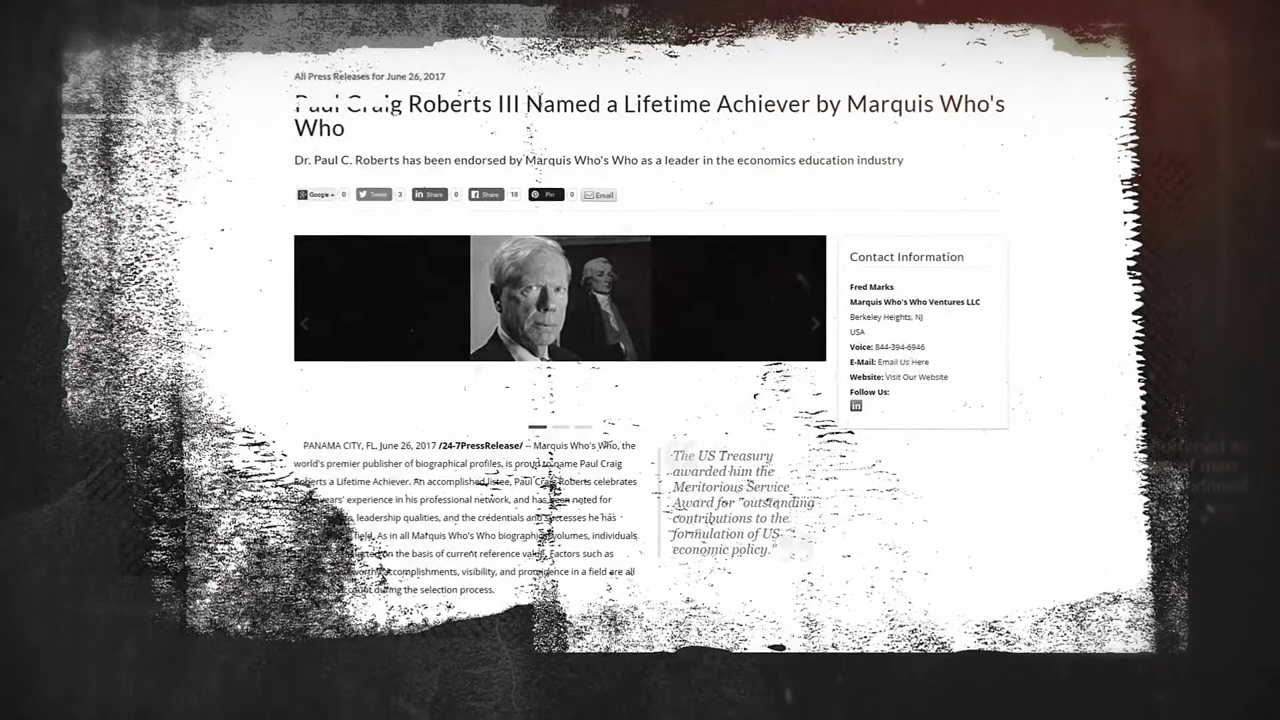 All Press Releases for June 26, 2017
Paul Craig Roberts III Named a Lifetime Achiever by Marquis Who's
Who
Dr. Paul C. Roberts has been endorsed by Marquis Who's Who as a leader in the economics education industry
Google + 0 Tweet 3 Share 0 Share 18 Pin 0 Email
Contact Information
Fred Marks
Marquis Who's Who Ventures LLC
Berkeley Heights, NJ
USA
Voice: 844-394-6946
E-Mail: Email Us Here
Website: Visit Our Website
Follow Us:
in
PANAMA CITY, FL, June 26, 2017 /24-7PressRelease/ -- Marquis Who's Who, the
world's premier publisher of biographical profiles, is proud to name Paul Craig
Roberts a Lifetime Achiever. An accomplished listee, Paul Craig Roberts celebrates
years' experience in his professional network, and has been noted for
leadership qualities, and the credentials and successes he has
field. As in all Marquis Who's Who biographical volumes, individuals
on the basis of current reference value. Factors such as
accomplishments, visibility, and prominence in a field are all
during the selection process.
The US Treasury
awarded him the
Meritorious Service
Award for "outstanding
contributions to the
formulation of US
economic policy."